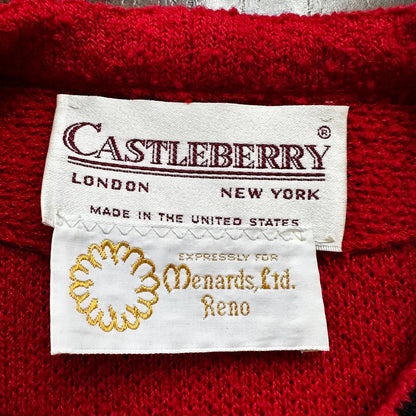 CASTLEBERRY®
LONDON NEW YORK
MADE IN THE UNITED STATES
EXPRESSLY FOR
Menards, Ltd.
Reno